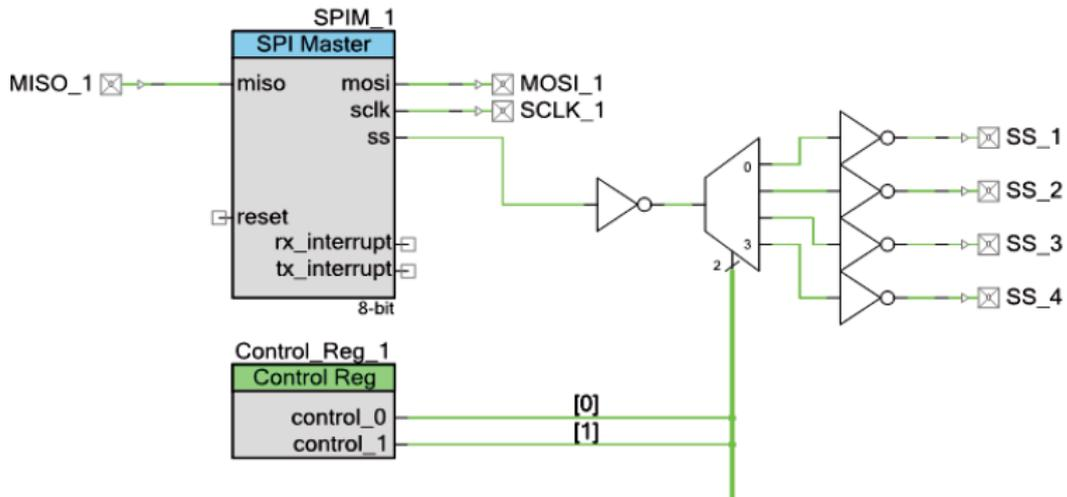 SPIM_1
SPI Master
MISO_1
miso
mosi
MOSI_1
sclk
SCLK_1
ss
reset
rx_interrupt
tx_interrupt
8-bit
0
3
2
SS_1
SS_2
SS_3
SS_4
Control_Reg_1
Control Reg
control_0
[0]
control_1
[1]